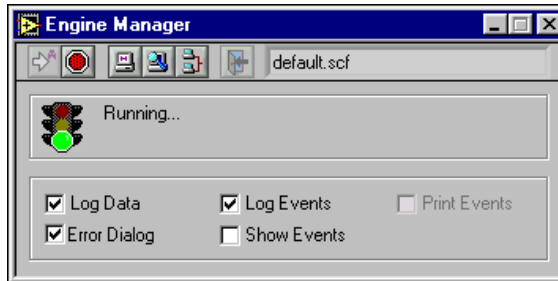 Engine Manager
default.scf
Running...
Log Data Log Events Print Events
Error Dialog Show Events